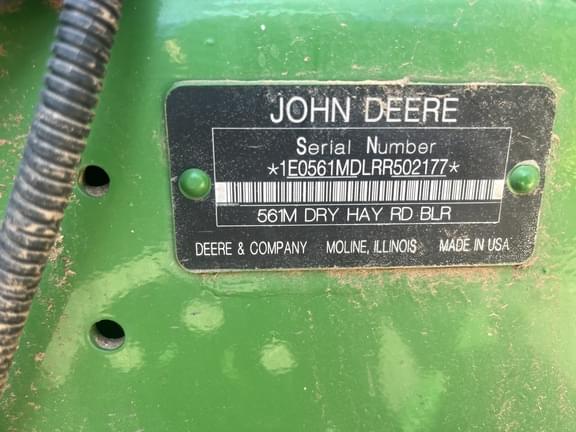 JOHN DEERE
Serial Number
*1E0561MDLRR502177*
561M DRY HAY RD BLR
DEERE & COMPANY MOLINE, ILLINOIS MADE IN USA